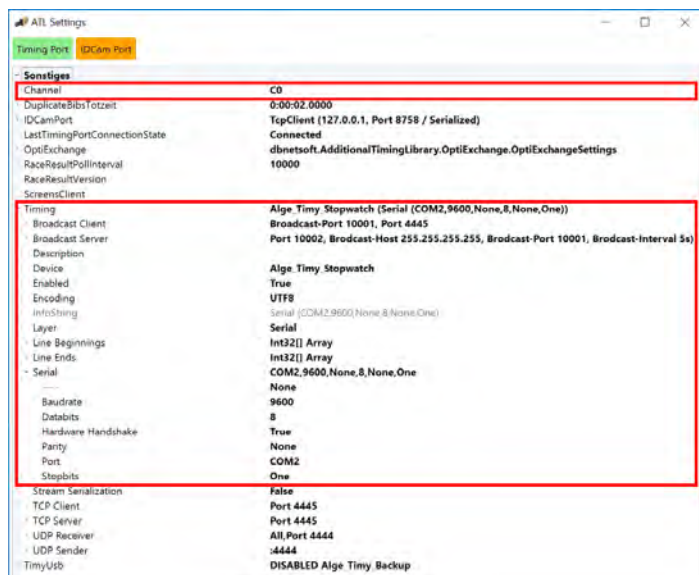 ATL Settings
Timing Port IDCam Port
Sonstiges
Channel C0
DuplicateBibsTotzeit 0:00:02.0000
IDCamPort TcpClient (127.0.0.1, Port 8758 / Serialized)
LastTimingPortConnectionState Connected
OptiExchange dbnetsoft.AdditionalTimingLibrary.OptiExchange.OptiExchangeSettings
RaceResultPollInterval 10000
RaceResultVersion
ScreensClient
Timing Alge_Timy_Stopwatch (Serial (COM2,9600,None,8,None,One))
Broadcast Client Broadcast-Port 10001, Port 4445
Broadcast Server Port 10002, Brodcast-Host 255.255.255.255, Brodcast-Port 10001, Brodcast-Interval 5s)
Description
Device Alge_Timy_Stopwatch
Enabled True
Encoding UTF8
InfoString Serial (COM2,9600,None,8,None,One)
Layer Serial
Line Beginnings Int32[] Array
Line Ends Int32[] Array
Serial COM2,9600,None,8,None,One
----- None
Baudrate 9600
Databits 8
Hardware Handshake True
Parity None
Port COM2
Stopbits One
Stream Serialization False
TCP Client Port 4445
TCP Server Port 4445
UDP Receiver All,Port 4444
UDP Sender :4444
TimyUsb DISABLED Alge_Timy_Backup